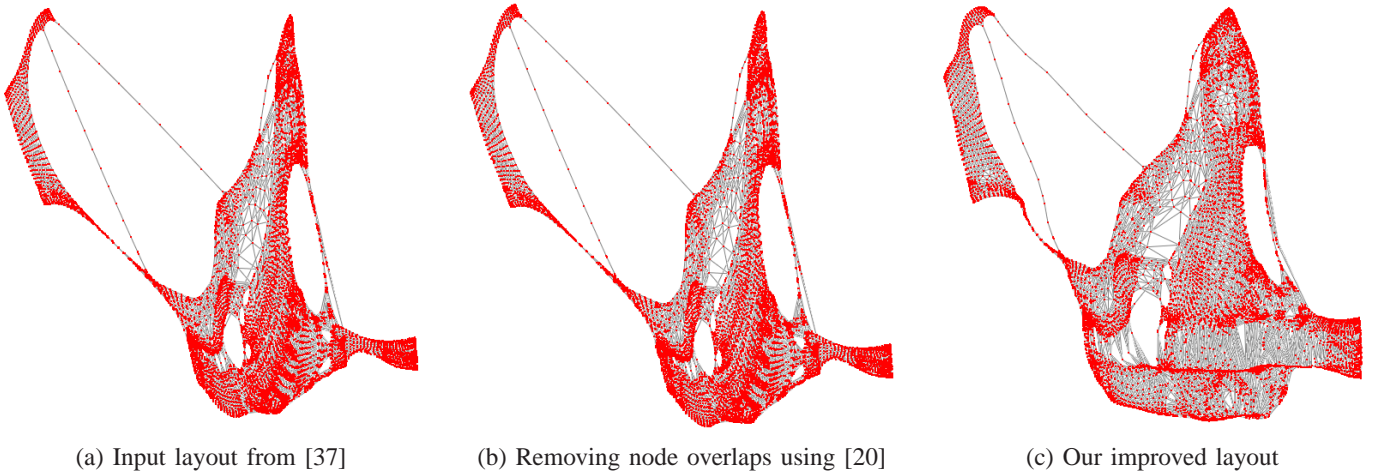 (a) Input layout from [37]
(b) Removing node overlaps using [20]
(c) Our improved layout